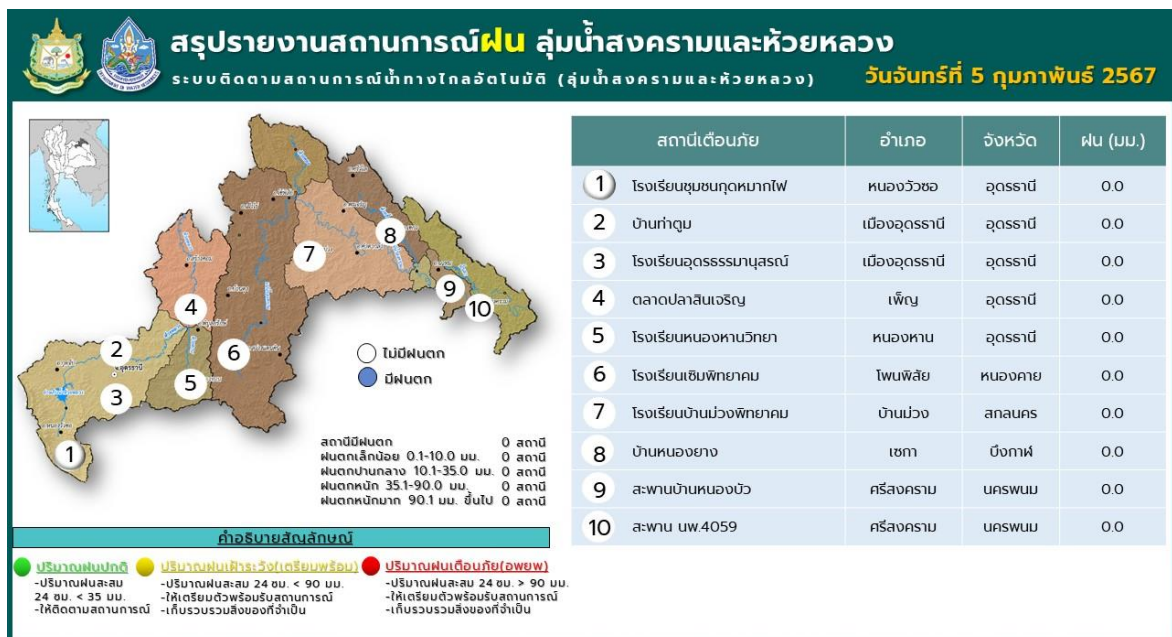 สรุปรายงานสถานการณ์ฝน ลุ่มน้ำสงครามและห้วยหลวง
ระบบติดตามสถานการณ์น้ำทางไกลอัตโนมัติ (ลุ่มน้ำสงครามและห้วยหลวง)
วันจันทร์ที่ 5 กุมภาพันธ์ 2567
สถานีเตือนภัย อำเภอ จังหวัด ฝน (มม.)
1 โรงเรียนชุมชนกุดหมากไฟ หนองวัวซอ อุดรธานี 0.0
2 บ้านท่าตูม เมืองอุดรธานี อุดรธานี 0.0
3 โรงเรียนอุดรธรรมานุสรณ์ เมืองอุดรธานี อุดรธานี 0.0
4 ตลาดปลาสินเจริญ เพ็ญ อุดรธานี 0.0
5 โรงเรียนหนองหานวิทยา หนองหาน อุดรธานี 0.0
6 โรงเรียนเซิมพิทยาคม โพนพิสัย หนองคาย 0.0
7 โรงเรียนบ้านม่วงพิทยาคม บ้านม่วง สกลนคร 0.0
8 บ้านหนองยาง เซกา บึงกาฬ 0.0
9 สะพานบ้านหนองบัว ศรีสงคราม นครพนม 0.0
10 สะพาน นพ.4059 ศรีสงคราม นครพนม 0.0
8
7
9
10
4
6
2
5
3
1
จ.อุดรธานี
ไม่มีฝนตก
มีฝนตก
สถานีมีฝนตก 0 สถานี
ฝนตกเล็กน้อย 0.1-10.0 มม. 0 สถานี
ฝนตกปานกลาง 10.1-35.0 มม. 0 สถานี
ฝนตกหนัก 35.1-90.0 มม. 0 สถานี
ฝนตกหนักมาก 90.1 มม. ขึ้นไป 0 สถานี
คำอธิบายสัญลักษณ์
ปริมาณฝนปกติ
-ปริมาณฝนสะสม
24 ชม. < 35 มม.
-ให้ติดตามสถานการณ์
ปริมาณฝนเฝ้าระวัง(เตรียมพร้อม)
-ปริมาณฝนสะสม 24 ชม. < 90 มม.
-ให้เตรียมตัวพร้อมรับสถานการณ์
-เก็บรวบรวมสิ่งของที่จำเป็น
ปริมาณฝนเตือนภัย(อพยพ)
-ปริมาณฝนสะสม 24 ชม. > 90 มม.
-ให้เตรียมตัวพร้อมรับสถานการณ์
-เก็บรวบรวมสิ่งของที่จำเป็น